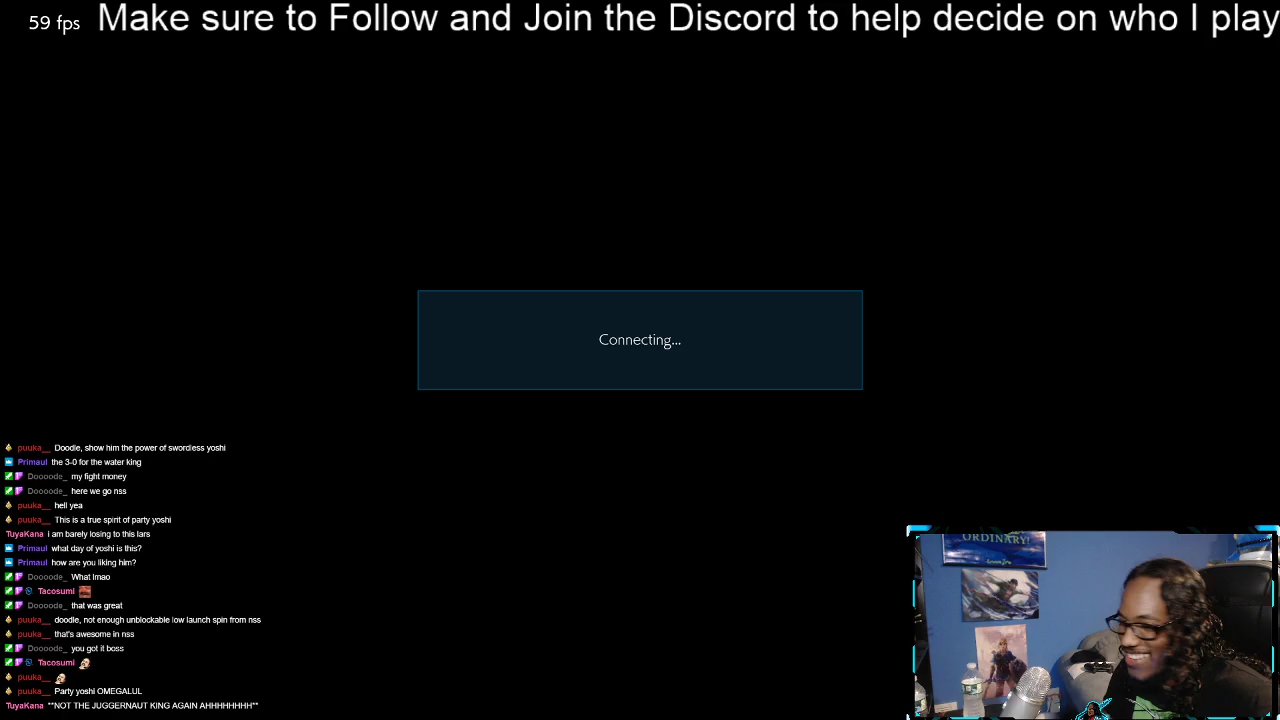 59 fps
Make sure to Follow and Join the Discord to help decide on who I play
Connecting...
puuka__ Doodle, show him the power of swordless yoshi
Primaul the 3-0 for the water king
Doooode_ my fight money
Doooode_ here we go nss
puuka__ hell yea
puuka__ This is a true spirit of party yoshi
TuyaKana I am barely losing to this lars
Primaul what day of yoshi is this?
Primaul how are you liking him?
Doooode_ What lmao
Tacosumi
Doooode_ that was great
puuka__ doodle, not enough unblockable low launch spin from nss
puuka__ that's awesome in nss
Doooode_ you got it boss
Tacosumi
puuka__
puuka__ Party yoshi OMEGALUL
TuyaKana **NOT THE JUGGERNAUT KING AGAIN AHHHHHHHH**
ORDINARY!